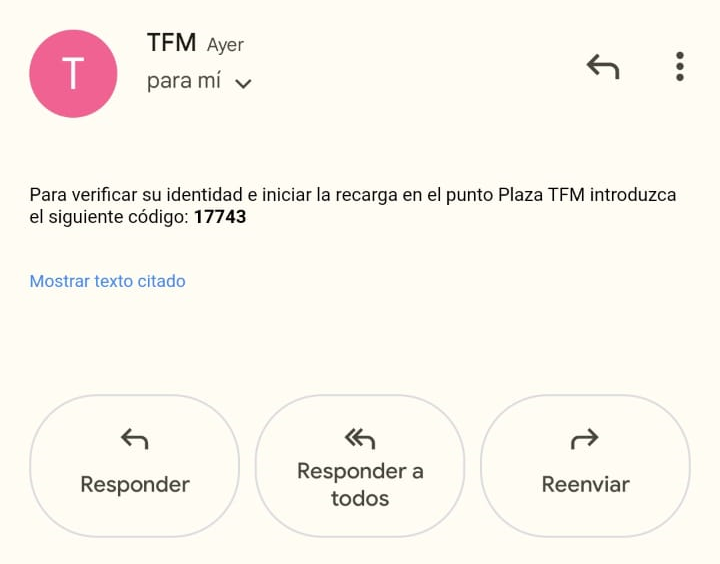 T
TFM Ayer
para mí
Para verificar su identidad e iniciar la recarga en el punto Plaza TFM introduzca
el siguiente código: 17743
Mostrar texto citado
Responder
Responder a
todos
Reenviar